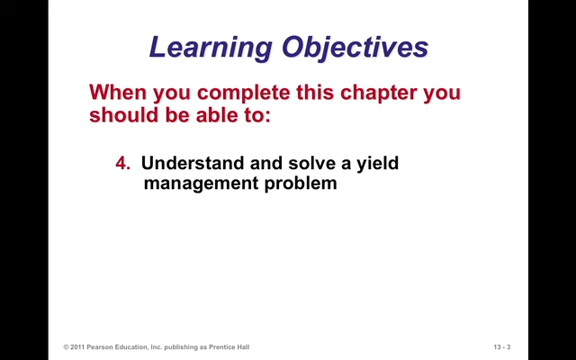 Learning Objectives
When you complete this chapter you
should be able to:
4. Understand and solve a yield
management problem
© 2011 Pearson Education, Inc. publishing as Prentice Hall
13 - 3